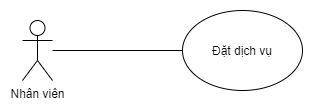 Đặt dịch vụ
Nhân viên